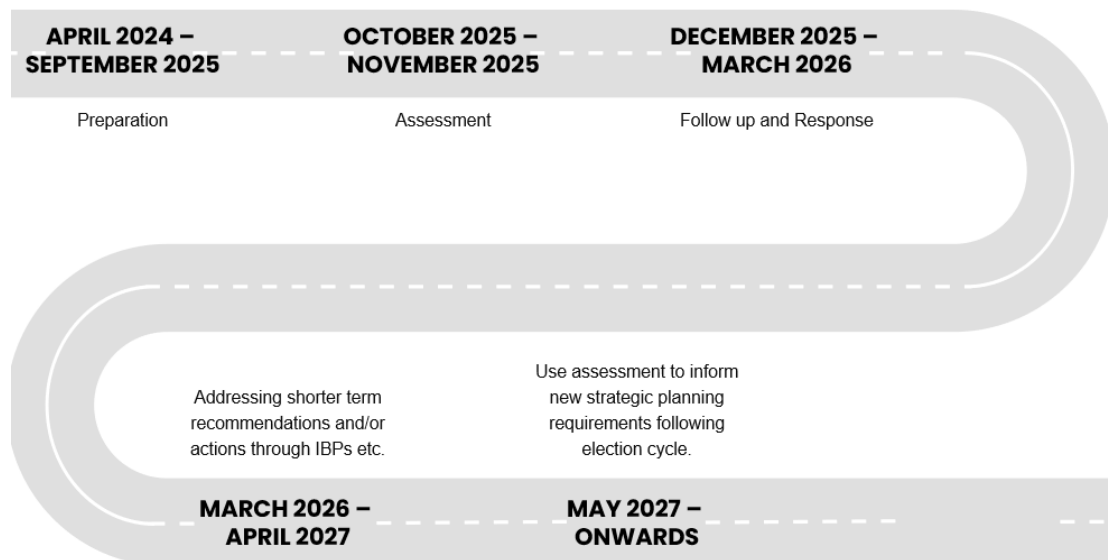 APRIL 2024 –
SEPTEMBER 2025
Preparation
OCTOBER 2025 –
NOVEMBER 2025
Assessment
DECEMBER 2025 –
MARCH 2026
Follow up and Response
Addressing shorter term
recommendations and/or
actions through IBPs etc.
MARCH 2026 –
APRIL 2027
Use assessment to inform
new strategic planning
requirements following
election cycle.
MAY 2027 –
ONWARDS